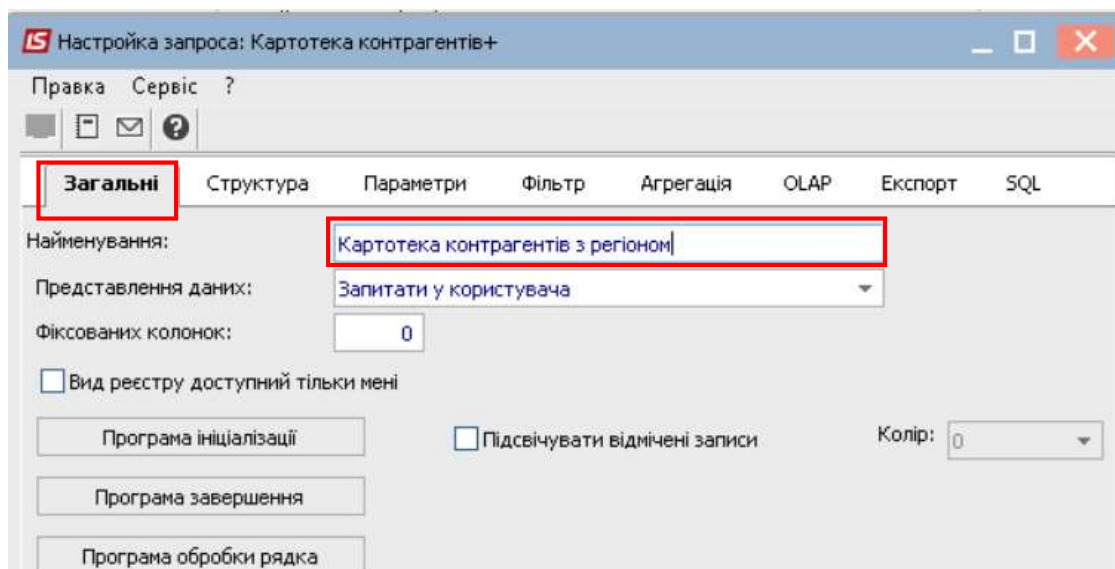 IS Настройка запроса: Картотека контрагентів+
Правка Сервіс ?
Загальні Структура Параметри Фільтр Агрегація OLAP Експорт SQL
Найменування: Картотека контрагентів з регіоном
Представлення даних: Запитати у користувача
Фіксованих колонок: 0
Вид реєстру доступний тільки мені
Програма ініціалізації Підсвічувати відмічені записи Колір: 0
Програма завершення
Програма обробки рядка